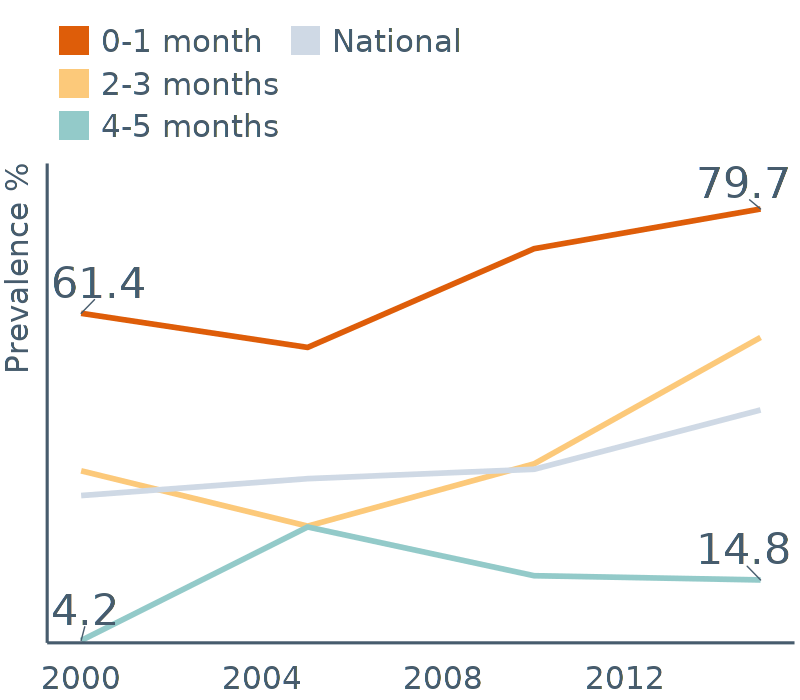 0-1 month National
2-3 months
4-5 months
Prevalence %
79.7
61.4
14.8
4.2
2000 2004 2008 2012